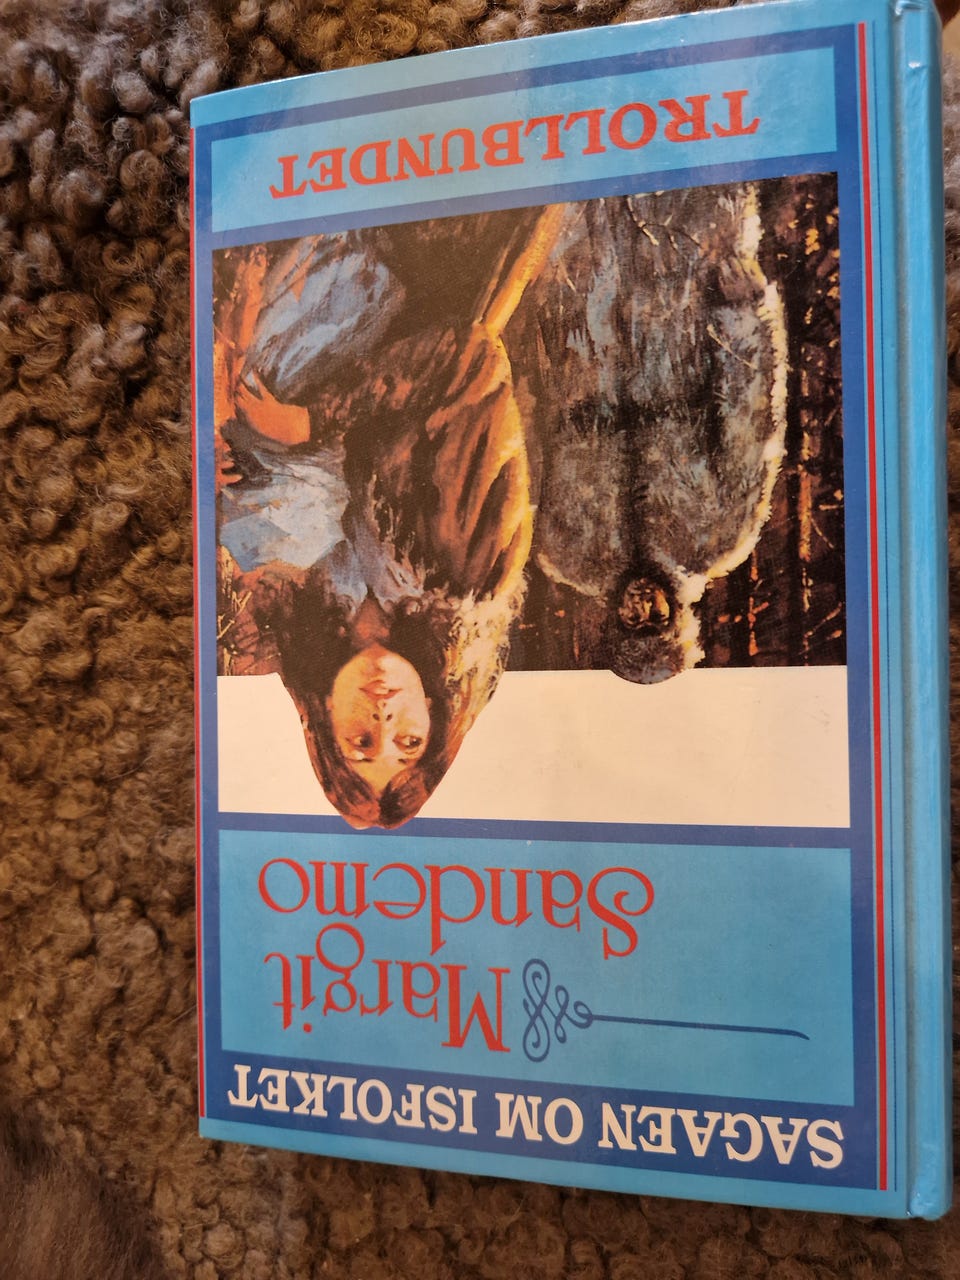 SAGAEN OM ISFOLKET
Margit
Sandemo
TROLLBUNDET